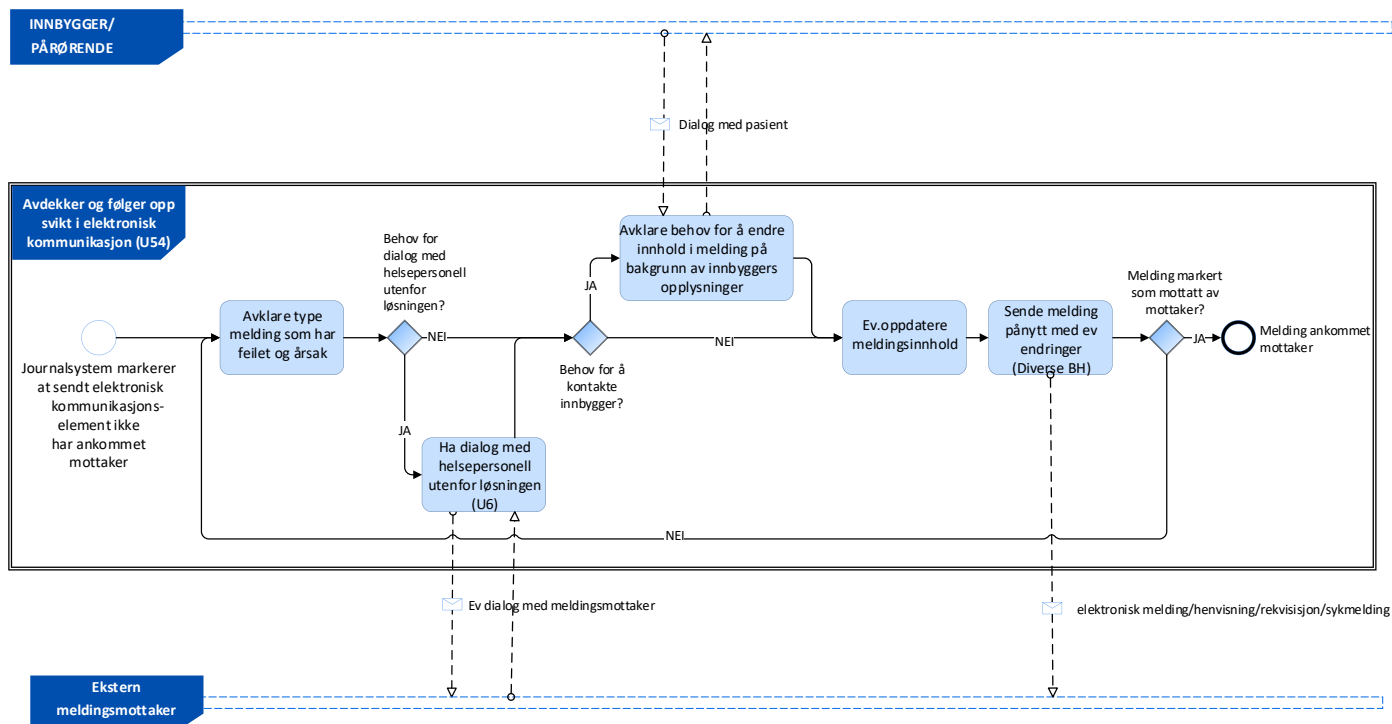 INNBYGGER/
PÅRØRENDE
Dialog med pasient
Avdekker og følger opp
svikt i elektronisk
kommunikasjon (U54)
Journalsystem markerer
at sendt elektronisk
kommunikasjons-
element ikke
har ankommet
mottaker
Avklare type
melding som har
feilet og årsak
Behov for
dialog med
helsepersonell
utenfor
løsningen?
NEI
JA
Ha dialog med
helsepersonell
utenfor løsningen
(U6)
Behov for å
kontakte
innbygger?
JA
NEI
Avklare behov for å endre
innhold i melding på
bakgrunn av innbyggers
opplysninger
Ev.oppdatere
meldingsinnhold
Sende melding
pånytt med ev
endringer
(Diverse BH)
Melding markert
som mottatt av
mottaker?
JA
Melding ankommet
mottaker
NEI
Ev dialog med meldingsmottaker
elektronisk melding/henvisning/rekvisisjon/sykmelding
Ekstern
meldingsmottaker